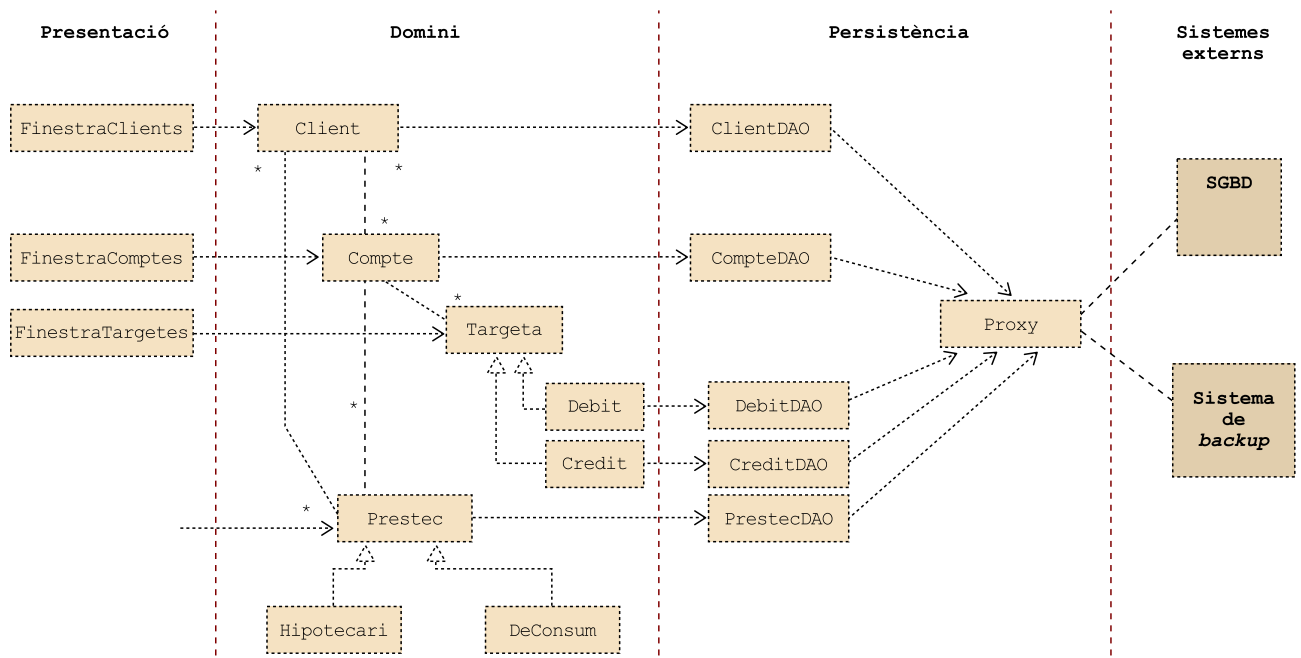 Presentació
Domini
Persistència
Sistemes
externs
FinestraClients
Client
ClientDAO
*
*
SGBD
*
FinestraComptes
Compte
CompteDAO
*
FinestraTargetes
Targeta
Proxy
*
Debit
DebitDAO
Sistema
de
backup
Credit
CreditDAO
*
Prestec
PrestecDAO
Hipotecari
DeConsum